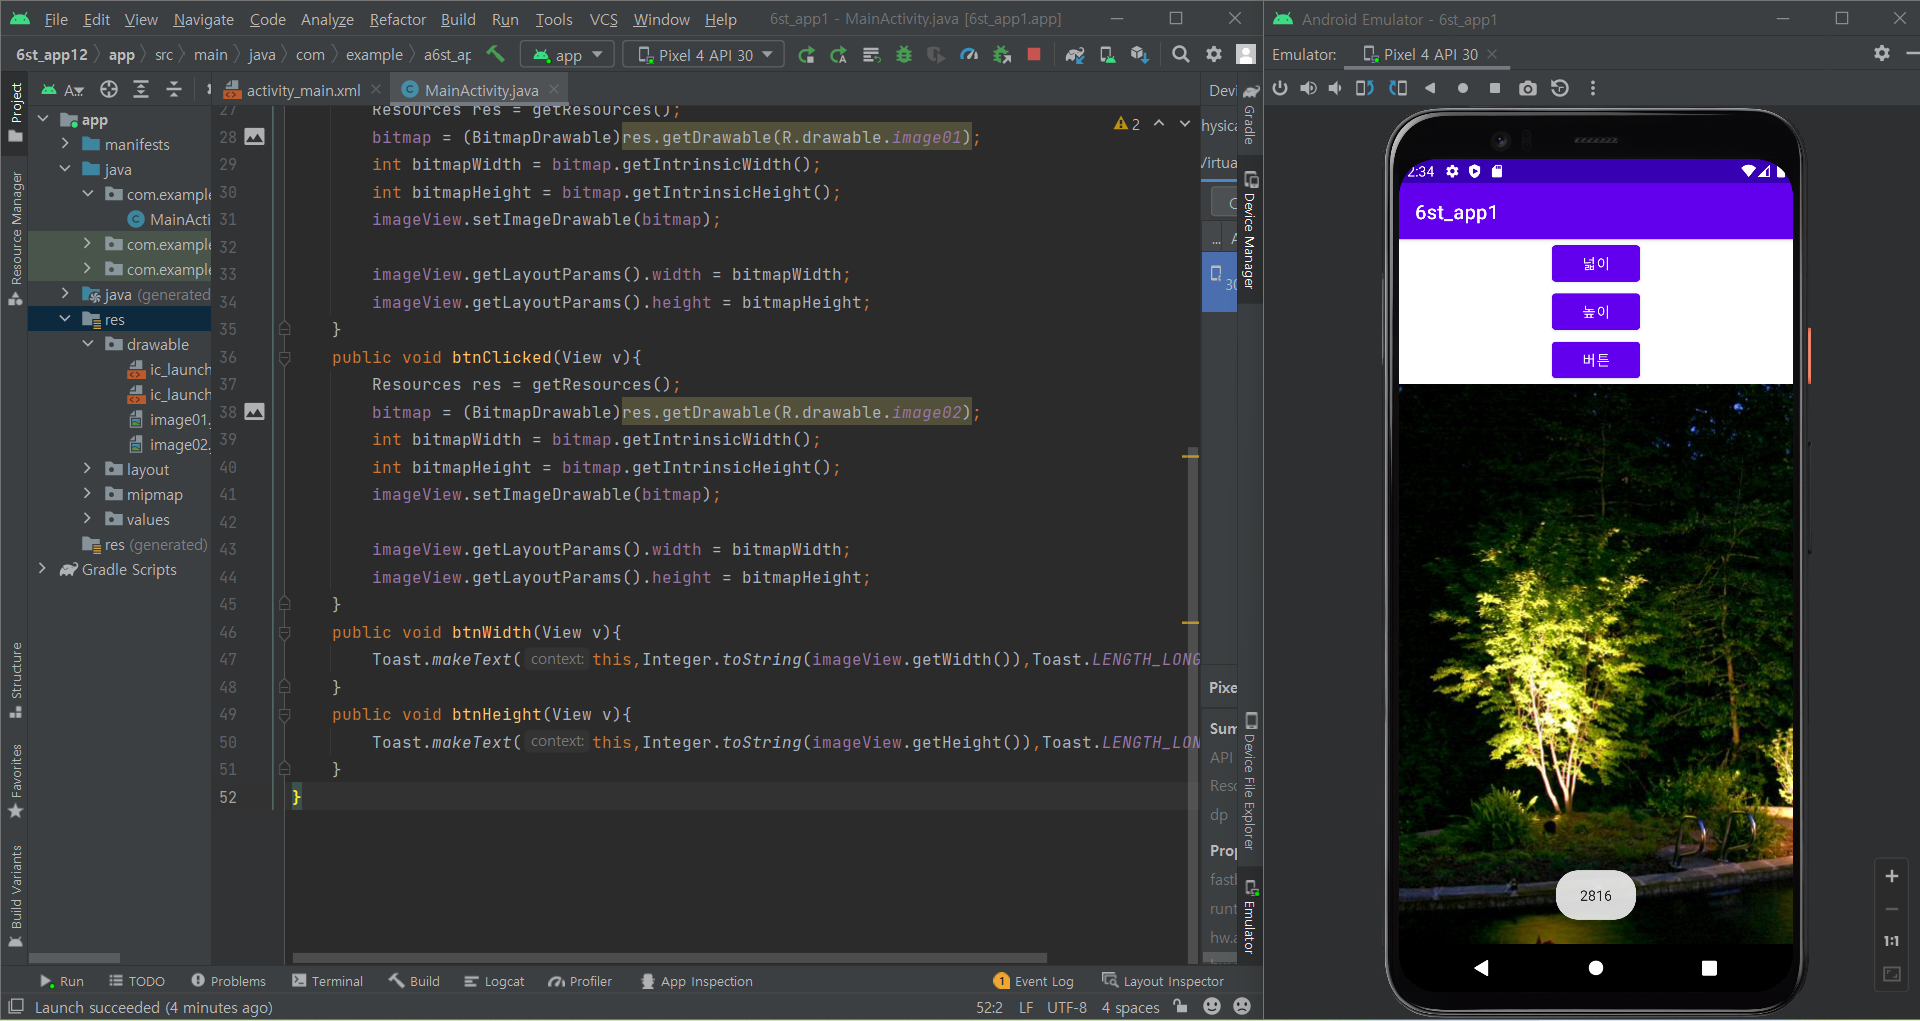 File Edit View Navigate Code Analyze Refactor Build Run Tools VCS Window Help 6st_app1 - MainActivity.java [6st_app1.app]
6st_app12 app src main java com example a6st_ap app Pixel 4 API 30
Project
Resource Manager
Structure
Favorites
Build Variants
A
app
manifests
java
com.example
MainActi
com.example
com.example
java (generated)
res
drawable
ic_launch
ic_launch
image01.
image02.
layout
mipmap
values
res (generated)
Gradle Scripts
activity_main.xml MainActivity.java
2
27 Resources res = getResources();
28 bitmap = (BitmapDrawable)res.getDrawable(R.drawable.image01);
29 int bitmapWidth = bitmap.getIntrinsicWidth();
30 int bitmapHeight = bitmap.getIntrinsicHeight();
31 imageView.setImageDrawable(bitmap);
32
33 imageView.getLayoutParams().width = bitmapWidth;
34 imageView.getLayoutParams().height = bitmapHeight;
35 }
36 public void btnClicked(View v){
37 Resources res = getResources();
38 bitmap = (BitmapDrawable)res.getDrawable(R.drawable.image02);
39 int bitmapWidth = bitmap.getIntrinsicWidth();
40 int bitmapHeight = bitmap.getIntrinsicHeight();
41 imageView.setImageDrawable(bitmap);
42
43 imageView.getLayoutParams().width = bitmapWidth;
44 imageView.getLayoutParams().height = bitmapHeight;
45 }
46 public void btnWidth(View v){
47 Toast.makeText( context: this,Integer.toString(imageView.getWidth()),Toast.LENGTH_LONG
48 }
49 public void btnHeight(View v){
50 Toast.makeText( context: this,Integer.toString(imageView.getHeight()),Toast.LENGTH_LON
51 }
52 }
Devi
hysica
Virtua
...
30
Pixe
Sum
API
Reso
dp
Prop
fastb
runt
hw.a
Gradle
Device Manager
Device File Explorer
Emulator
Run TODO Problems Terminal Build Logcat Profiler App Inspection 1 Event Log Layout Inspector
Launch succeeded (4 minutes ago) 52:2 LF UTF-8 4 spaces
Android Emulator - 6st_app1
Emulator: Pixel 4 API 30
2:34
6st_app1
넓이
높이
버튼
2816
1:1